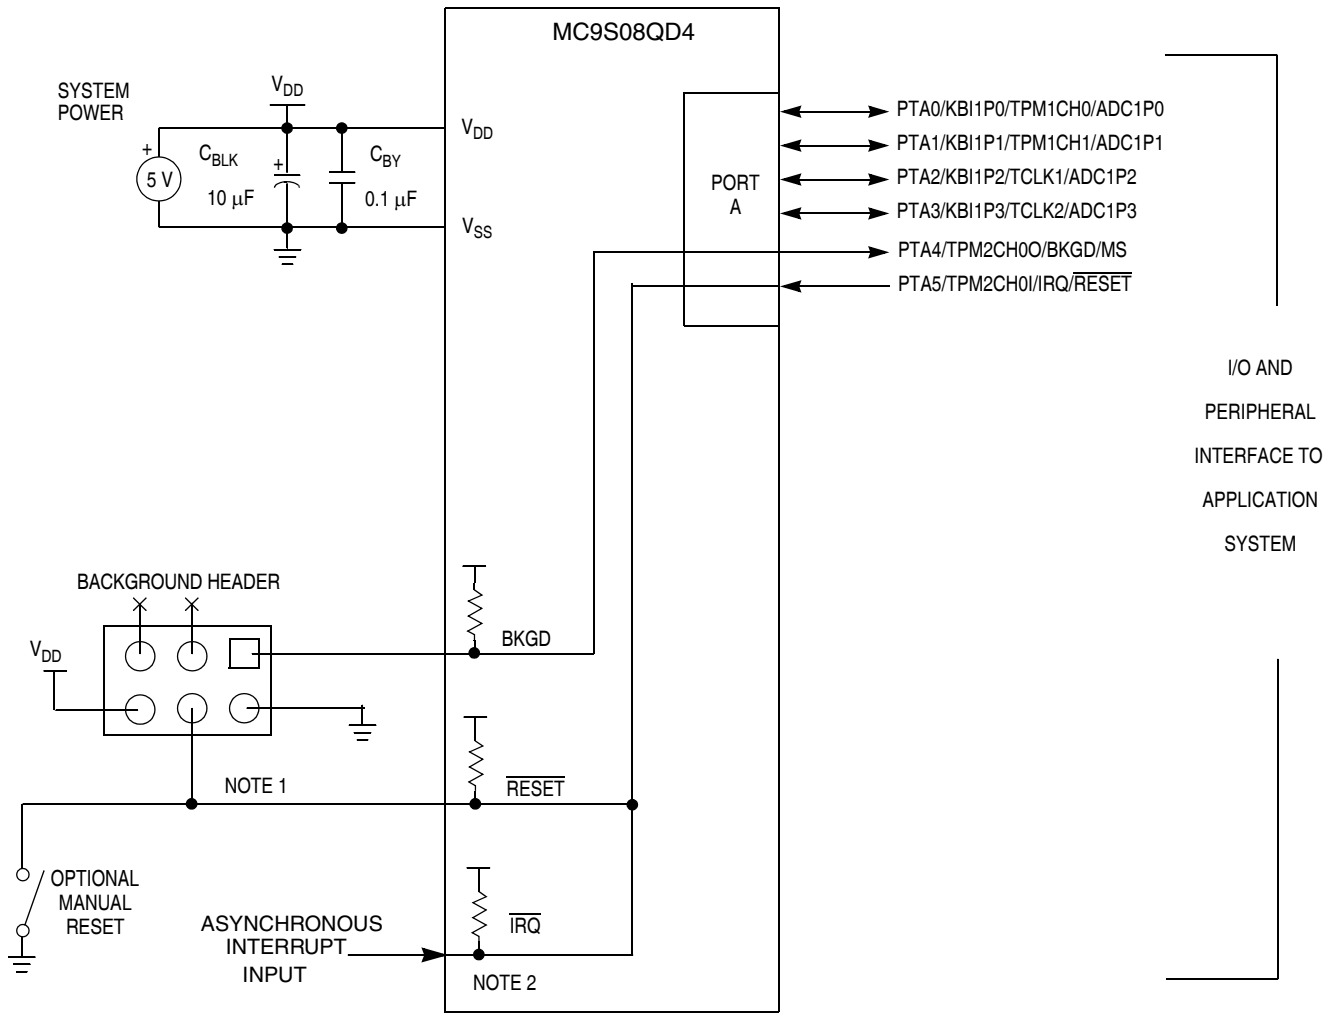 MC9S08QD4
SYSTEM
POWER
VDD
+
5 V
CBLK
+
10 μF
CBY
0.1 μF
VDD
VSS
PORT
A
PTA0/KBI1P0/TPM1CH0/ADC1P0
PTA1/KBI1P1/TPM1CH1/ADC1P1
PTA2/KBI1P2/TCLK1/ADC1P2
PTA3/KBI1P3/TCLK2/ADC1P3
PTA4/TPM2CH0O/BKGD/MS
PTA5/TPM2CH0I/IRQ/RESET
I/O AND
PERIPHERAL
INTERFACE TO
APPLICATION
SYSTEM
BACKGROUND HEADER
VDD
BKGD
NOTE 1
RESET
OPTIONAL
MANUAL
RESET
ASYNCHRONOUS
INTERRUPT
INPUT
IRQ
NOTE 2